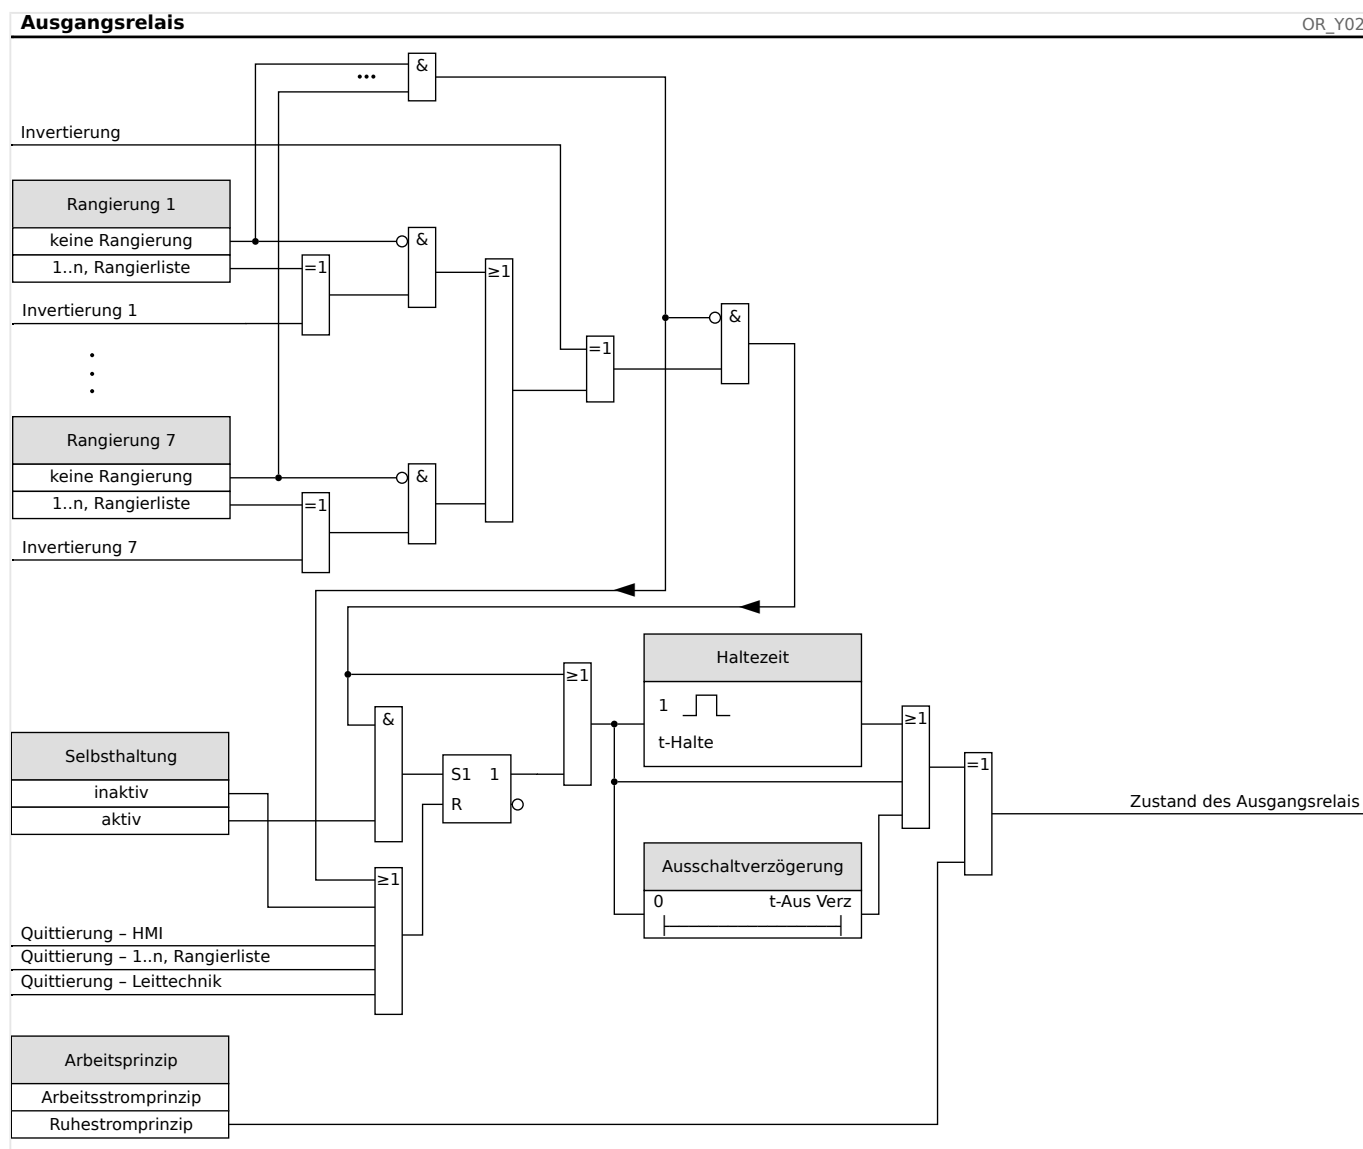 Ausgangsrelais
OR_Y02
&
...
Invertierung
Rangierung 1
keine Rangierung
&
1..n, Rangierliste
=1
≥1
Invertierung 1
&
=1
Rangierung 7
keine Rangierung
&
1..n, Rangierliste
=1
Invertierung 7
Haltezeit
≥1
1
t-Halte
&
≥1
Selbsthaltung
inaktiv
aktiv
S1 1
R
=1
Zustand des Ausgangsrelais
Ausschaltverzögerung
0 t-Aus Verz
≥1
Quittierung – HMI
Quittierung – 1..n, Rangierliste
Quittierung – Leittechnik
Arbeitsprinzip
Arbeitsstromprinzip
Ruhestromprinzip